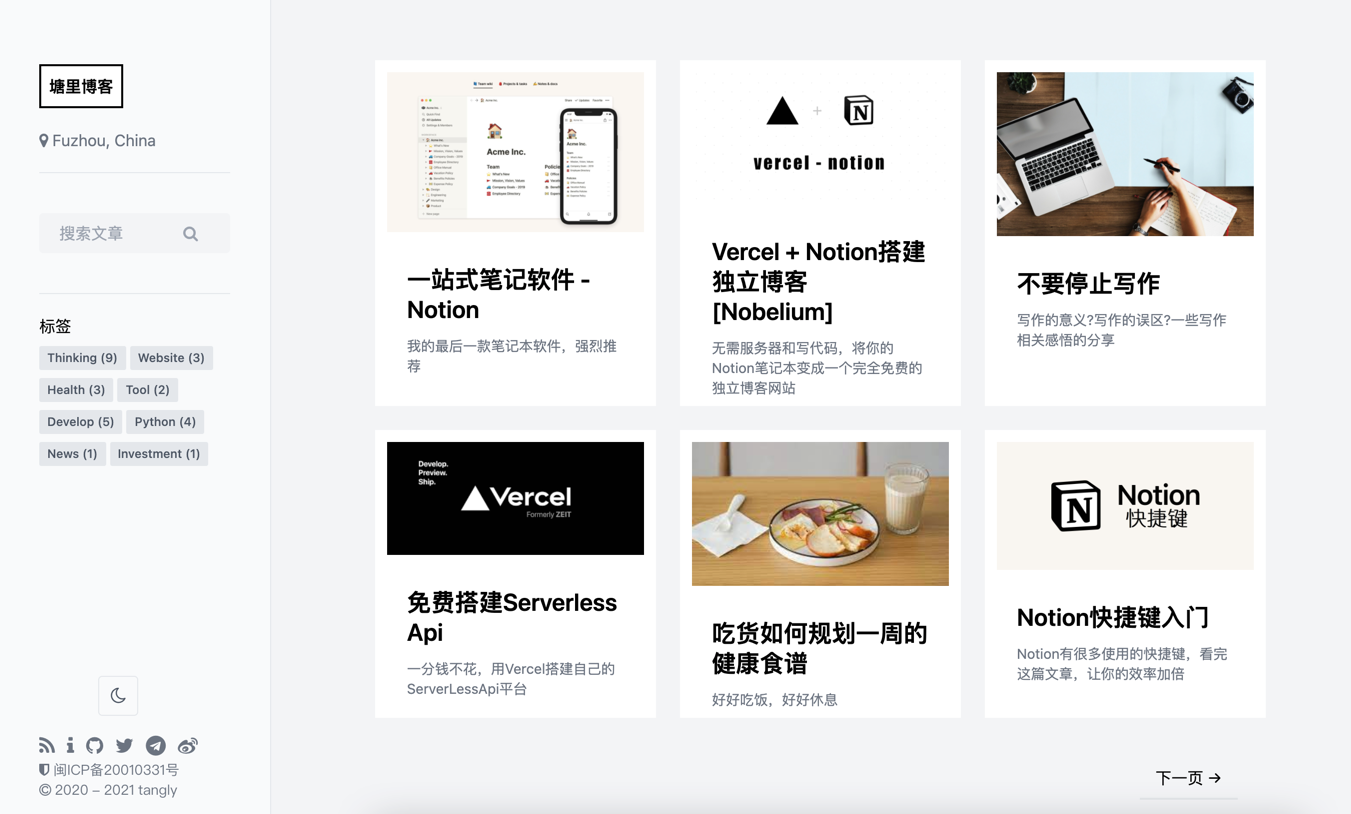 塘里博客
Fuzhou, China
搜索文章
标签
Thinking (9)
Website (3)
Health (3)
Tool (2)
Develop (5)
Python (4)
News (1)
Investment (1)
闽ICP备20010331号
© 2020 – 2021 tangly
Acme Inc.
Team
Acme Inc.
一站式笔记软件 -
Notion
我的最后一款笔记本软件，强烈推
荐
+
N
vercel - notion
Vercel + Notion搭建
独立博客
[Nobelium]
无需服务器和写代码，将你的
Notion笔记本变成一个完全免费的
独立博客网站
不要停止写作
写作的意义?写作的误区?一些写作
相关感悟的分享
Develop.
Preview.
Ship.
Vercel
Formerly ZEIT
免费搭建Serverless
Api
一分钱不花，用Vercel搭建自己的
ServerLessApi平台
吃货如何规划一周的
健康食谱
好好吃饭，好好休息
N
Notion
快捷键
Notion快捷键入门
Notion有很多使用的快捷键，看完
这篇文章，让你的效率加倍
下一页 →